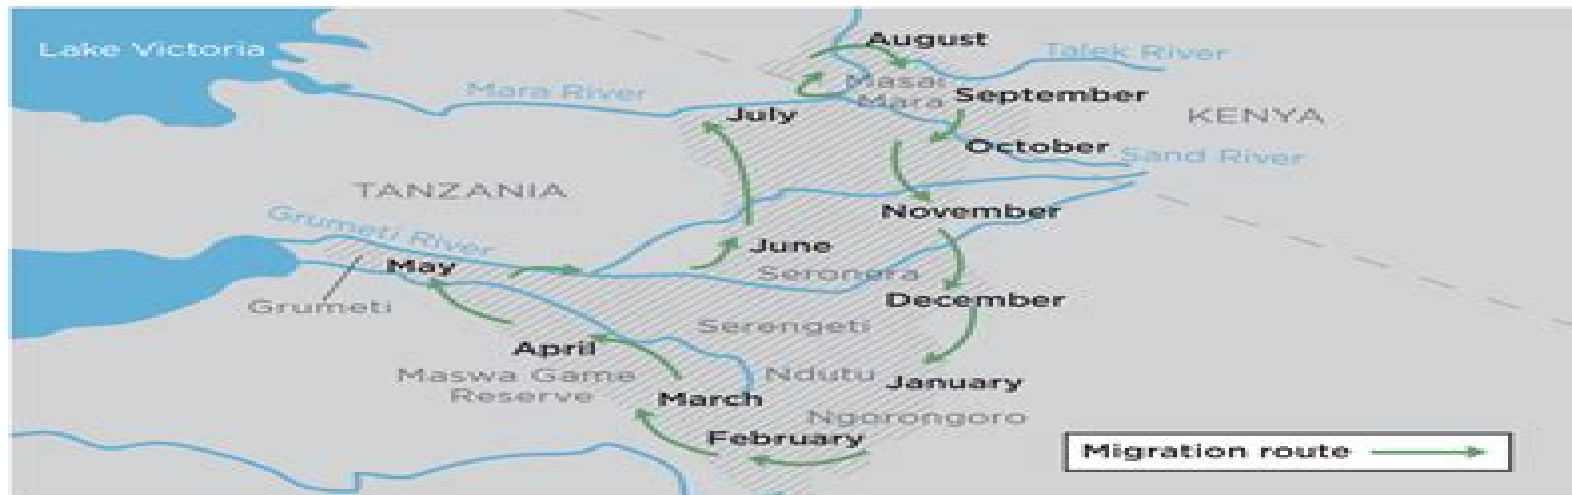 August
Lake Victoria
Talek River
Masai
Mara
Mara River
September
July
KENYA
October
Sand River
TANZANIA
Grumeti River
November
June
May
Seronera
December
Grumeti
Serengeti
April
Maswa Game
Reserve
Ndutu
January
March
Ngorongoro
February
Migration route